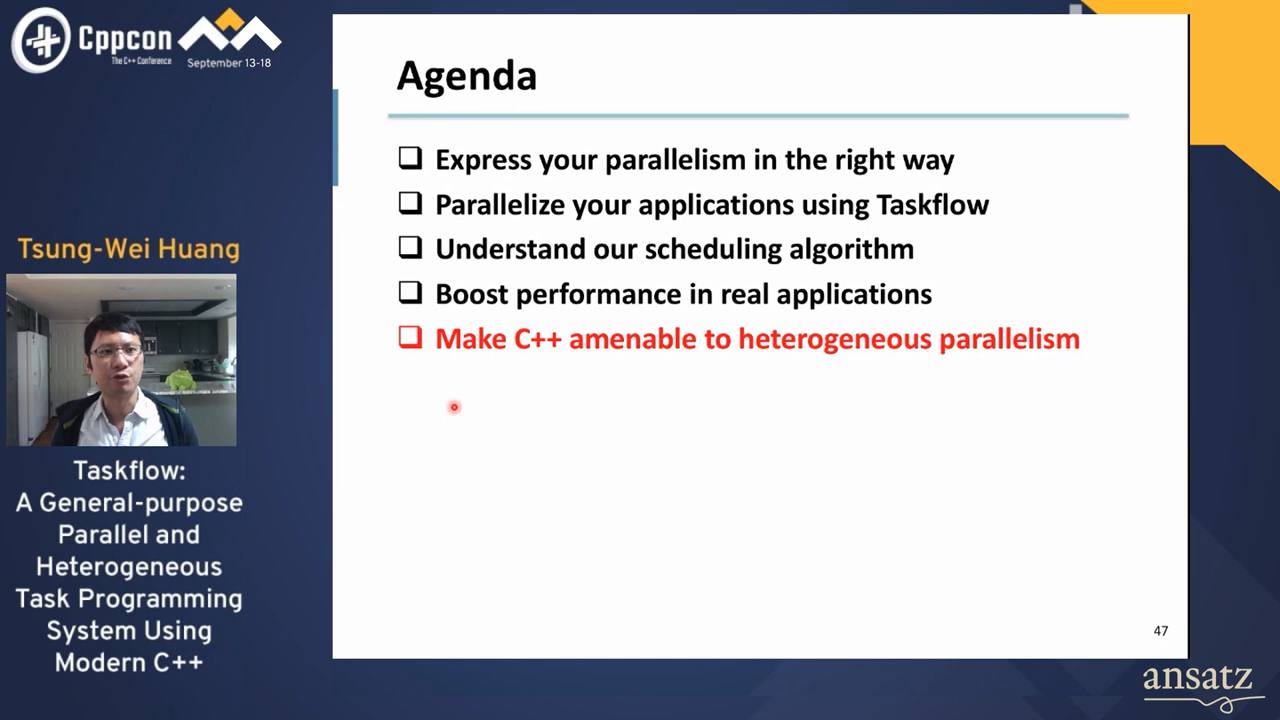 Cppcon
The C++ Conference
September 13-18
Tsung-Wei Huang
Taskflow:
A General-purpose
Parallel and
Heterogeneous
Task Programming
System Using
Modern C++
Agenda
Express your parallelism in the right way
Parallelize your applications using Taskflow
Understand our scheduling algorithm
Boost performance in real applications
Make C++ amenable to heterogeneous parallelism
47
ansatz